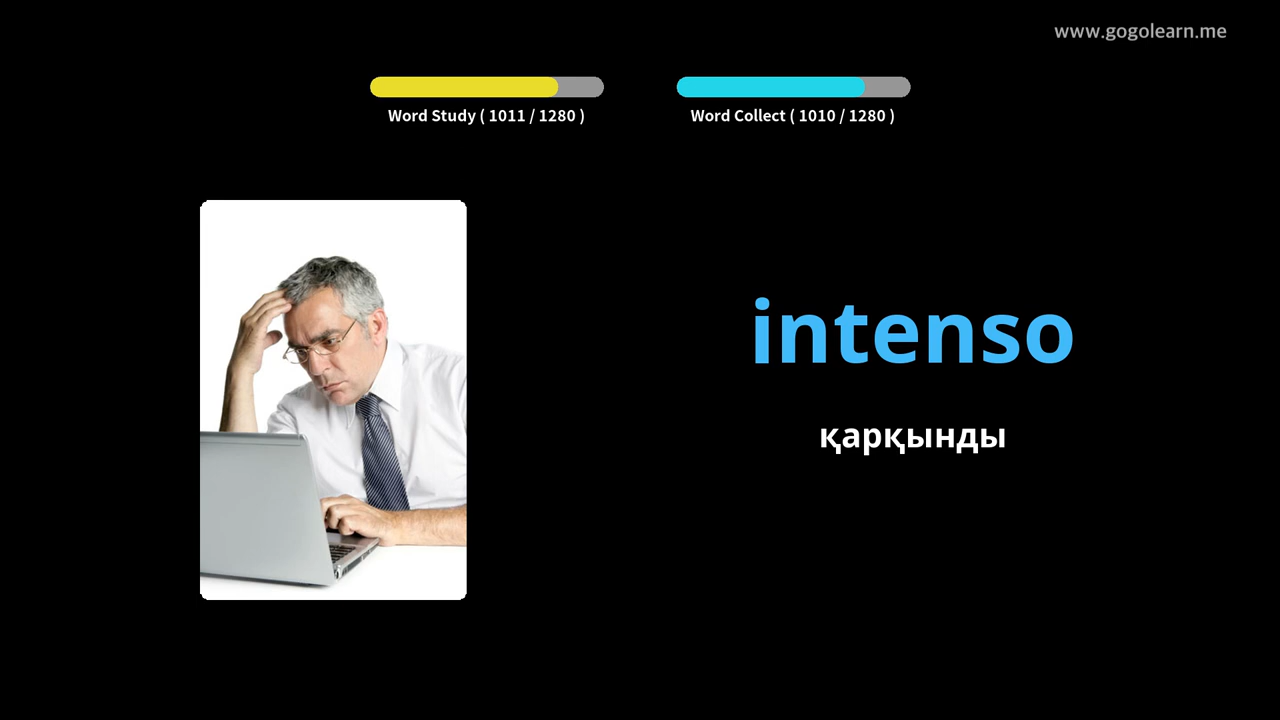 www.gogolearn.me
Word Study ( 1011 / 1280 )
Word Collect ( 1010 / 1280 )
intenso
қарқынды